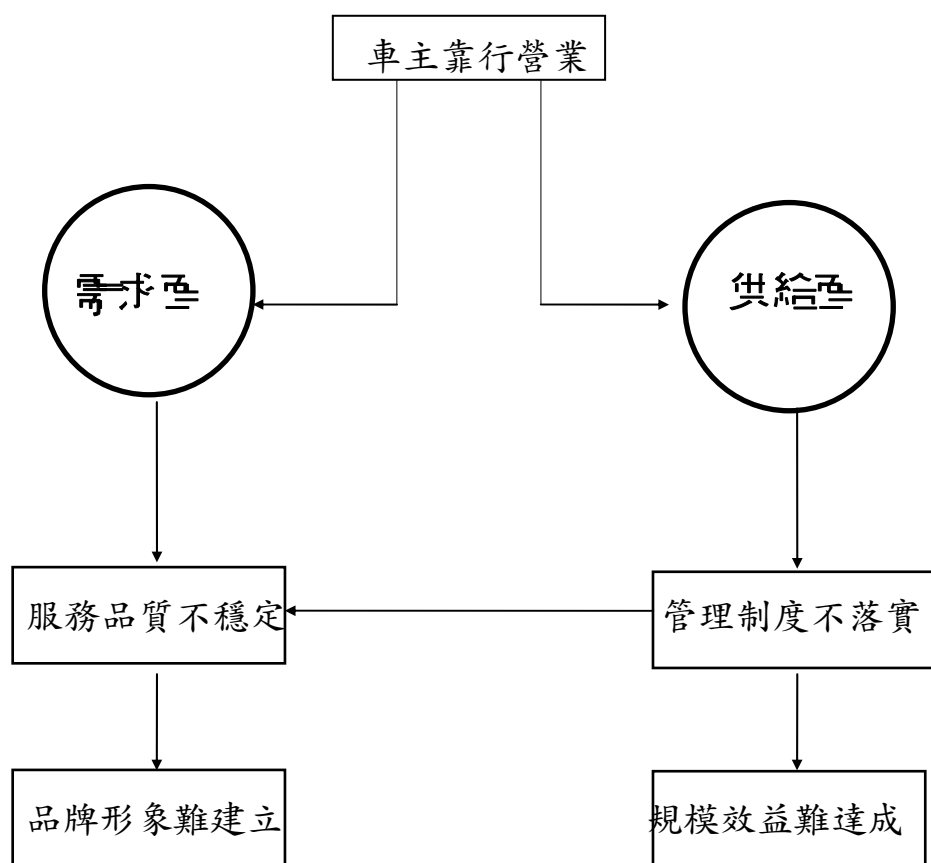 車主靠行營業
需求面
供給面
服務品質不穩定
管理制度不落實
品牌形象難建立
規模效益難達成